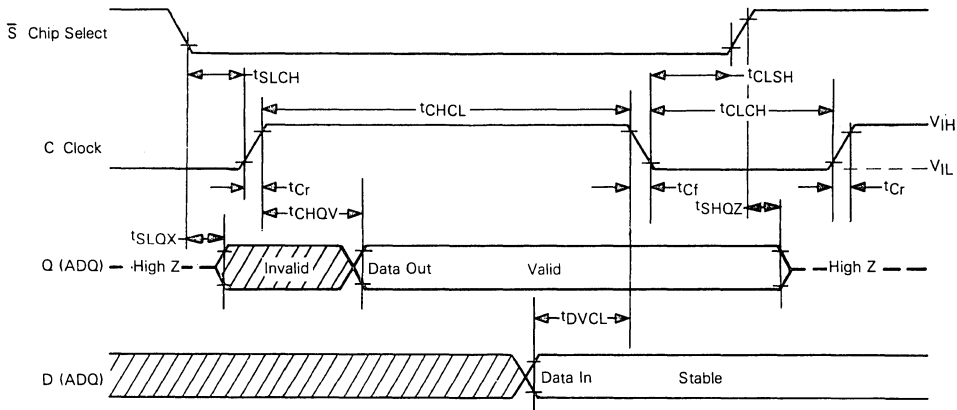 S̅ Chip Select
tSLCH
tCLSH
tCHCL
tCLCH
VIH
C Clock
VIL
tCr
tCf
tCr
tCHQV
tSHQZ
tSLQX
Q (ADQ) High Z Invalid Data Out Valid High Z
tDVCL
D (ADQ) Data In Stable